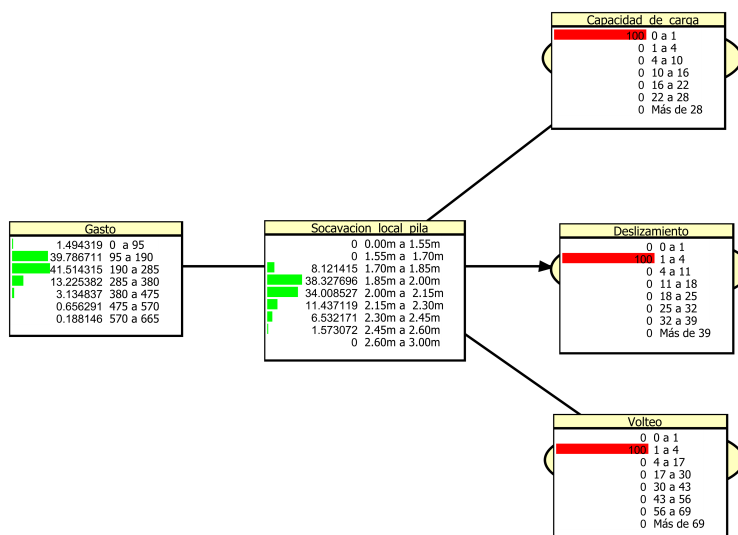 Capacidad de carga
100 0 a 1
0 1 a 4
0 4 a 10
0 10 a 16
0 16 a 22
0 22 a 28
0 Más de 28
Gasto
1.494319 0 a 95
39.786711 95 a 190
41.514315 190 a 285
13.225382 285 a 380
3.134837 380 a 475
0.656291 475 a 570
0.188146 570 a 665
Socavacion local pila
0 0.00m a 1.55m
0 1.55m a 1.70m
8.121415 1.70m a 1.85m
38.327696 1.85m a 2.00m
34.008527 2.00m a 2.15m
11.437119 2.15m a 2.30m
6.532171 2.30m a 2.45m
1.573072 2.45m a 2.60m
0 2.60m a 3.00m
Deslizamiento
0 0 a 1
100 1 a 4
0 4 a 11
0 11 a 18
0 18 a 25
0 25 a 32
0 32 a 39
0 Más de 39
Volteo
0 0 a 1
100 1 a 4
0 4 a 17
0 17 a 30
0 30 a 43
0 43 a 56
0 56 a 69
0 Más de 69